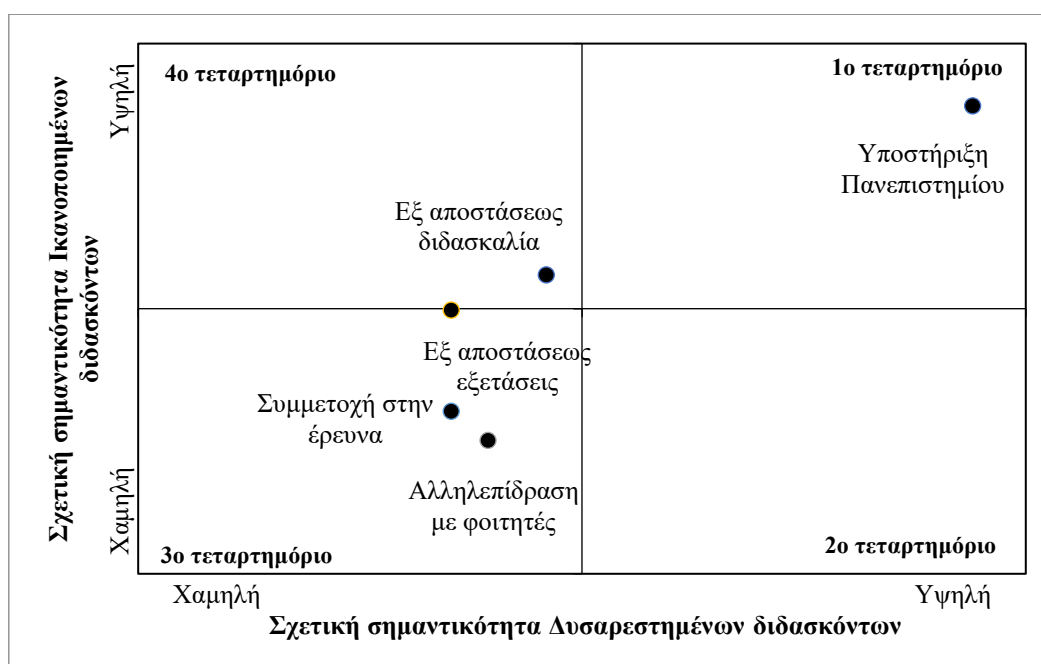 4ο τεταρτημόριο
1ο τεταρτημόριο
Υποστήριξη
Πανεπιστημίου
Εξ αποστάσεως
διδασκαλία
Εξ αποστάσεως
εξετάσεις
Συμμετοχή στην
έρευνα
Αλληλεπίδραση
με φοιτητές
3ο τεταρτημόριο
2ο τεταρτημόριο
Υψηλή
Χαμηλή
Σχετική σημαντικότητα Ικανοποιημένων
διδασκόντων
Χαμηλή
Υψηλή
Σχετική σημαντικότητα Δυσαρεστημένων διδασκόντων